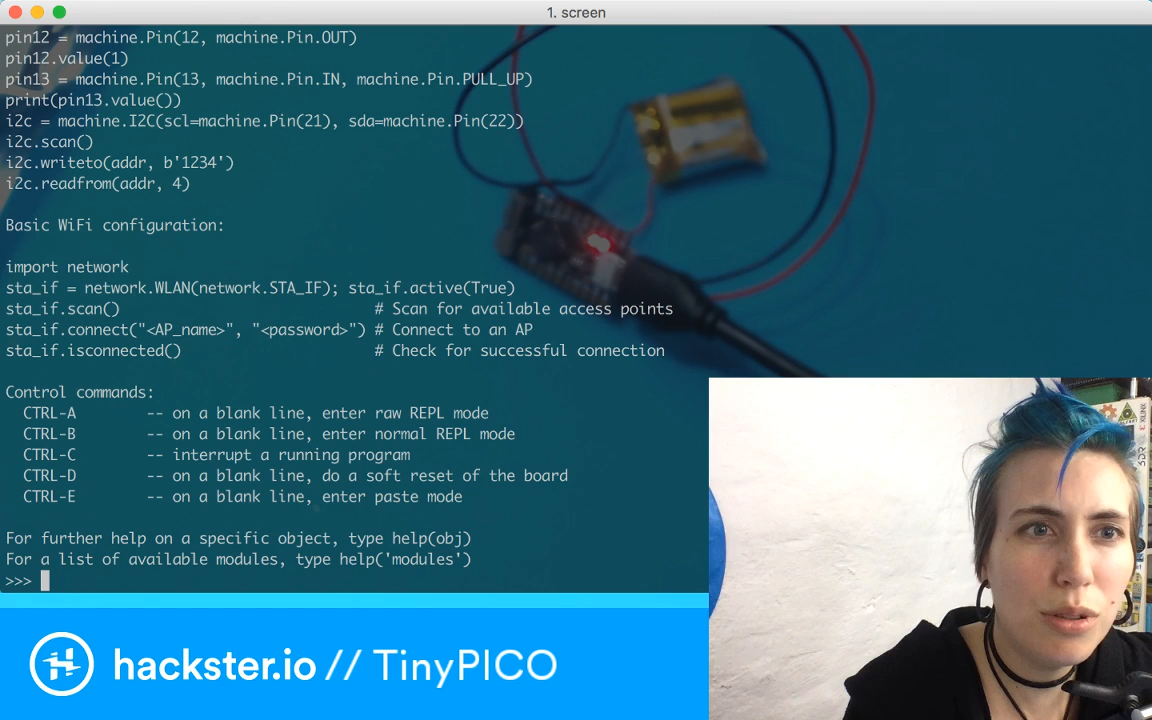 1. screen
pin12 = machine.Pin(12, machine.Pin.OUT)
pin12.value(1)
pin13 = machine.Pin(13, machine.Pin.IN, machine.Pin.PULL_UP)
print(pin13.value())
i2c = machine.I2C(scl=machine.Pin(21), sda=machine.Pin(22))
i2c.scan()
i2c.writeto(addr, b'1234')
i2c.readfrom(addr, 4)
Basic WiFi configuration:
import network
sta_if = network.WLAN(network.STA_IF); sta_if.active(True)
sta_if.scan()                             # Scan for available access points
sta_if.connect("<AP_name>", "<password>") # Connect to an AP
sta_if.isconnected()                      # Check for successful connection
Control commands:
  CTRL-A        -- on a blank line, enter raw REPL mode
  CTRL-B        -- on a blank line, enter normal REPL mode
  CTRL-C        -- interrupt a running program
  CTRL-D        -- on a blank line, do a soft reset of the board
  CTRL-E        -- on a blank line, enter paste mode
For further help on a specific object, type help(obj)
For a list of available modules, type help('modules')
>>>
hackster.io // TinyPICO
XILINX
3DR